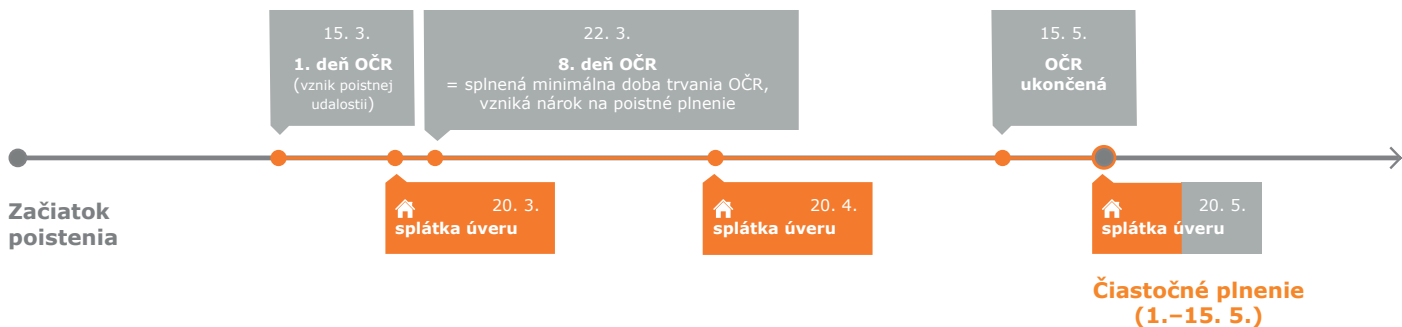 15. 3.
1. deň OČR
(vznik poistnej
udalostii)
22. 3.
8. deň OČR
= splnená minimálna doba trvania OČR,
vzniká nárok na poistné plnenie
15. 5.
OČR
ukončená
Začiatok
poistenia
20. 3.
splátka úveru
20. 4.
splátka úveru
20. 5.
splátka úveru
Čiastočné plnenie
(1.–15. 5.)